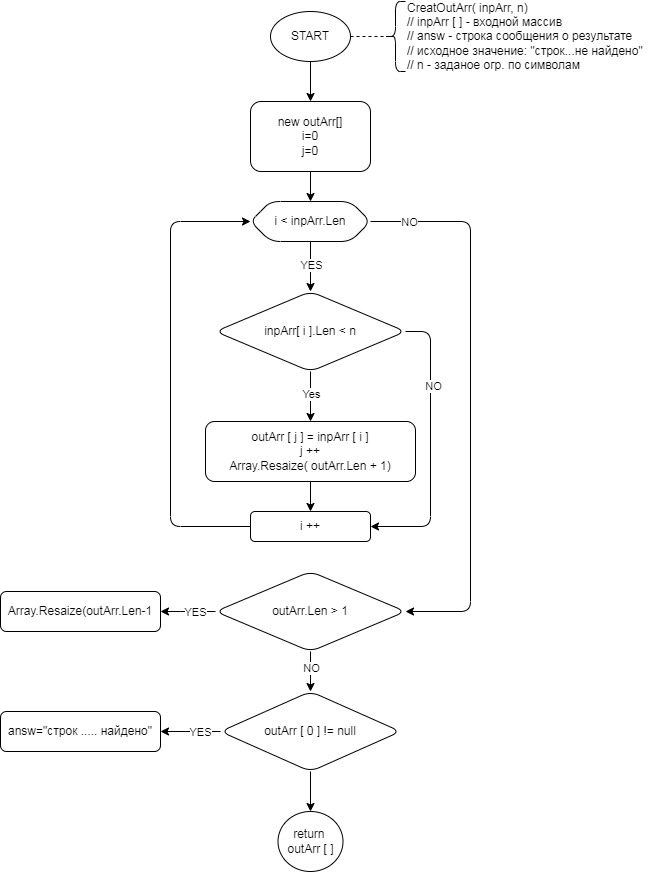 START
CreatOutArr( inpArr, n)
// inpArr [ ] - входной массив
// answ - строка сообщения о результате
// исходное значение: "строк...не найдено"
// n - заданое огр. по символам
new outArr[]
i=0
j=0
i < inpArr.Len
NO
YES
inpArr[ i ].Len < n
NO
Yes
outArr [ j ] = inpArr [ i ]
j ++
Array.Resaize( outArr.Len + 1)
i ++
Array.Resaize(outArr.Len-1
YES
outArr.Len > 1
NO
answ="строк ..... найдено"
YES
outArr [ 0 ] != null
return
outArr [ ]